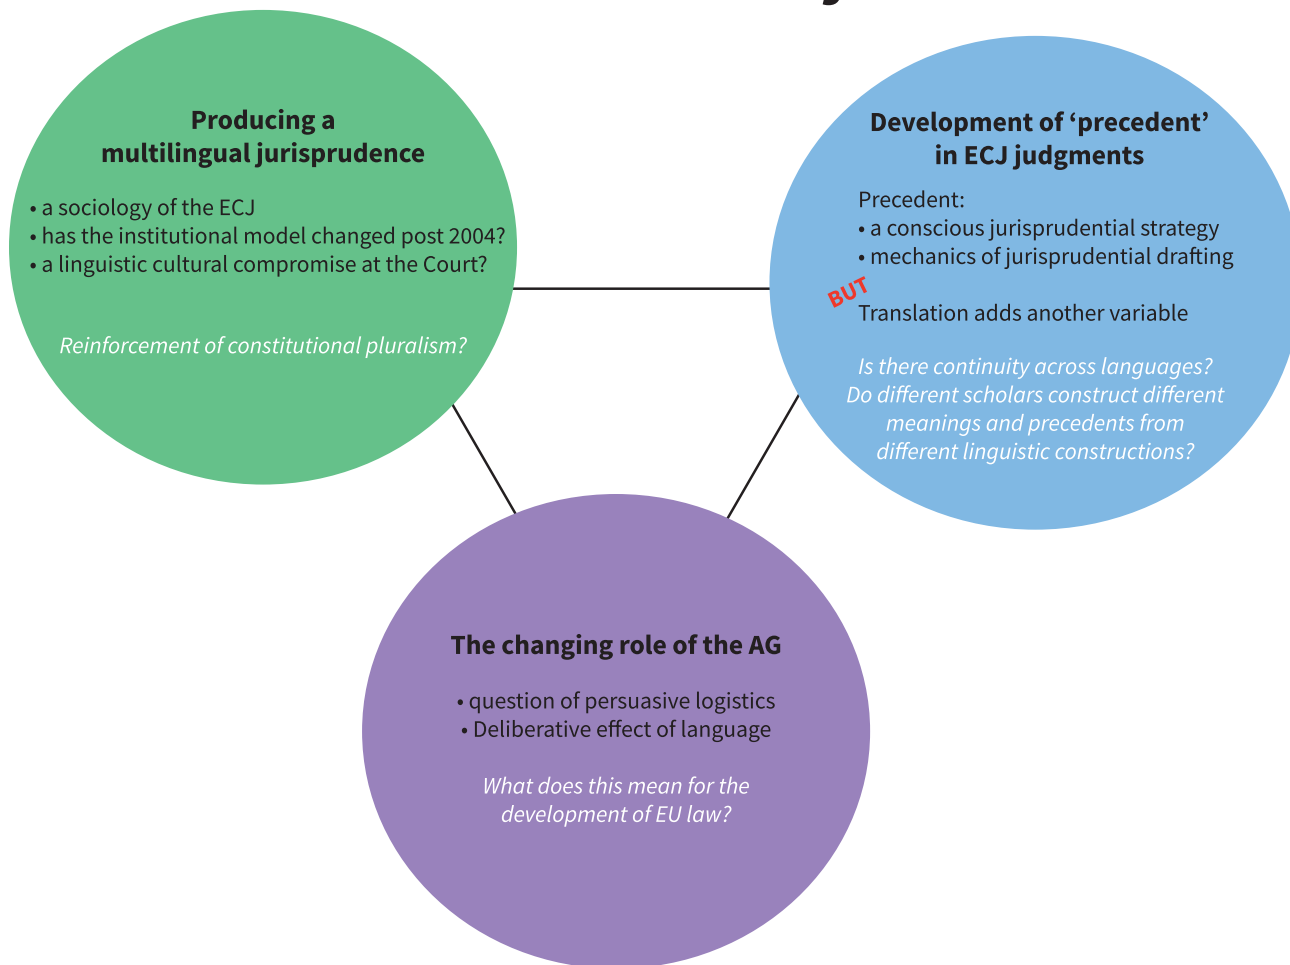 Producing a
multilingual jurisprudence
• a sociology of the ECJ
• has the institutional model changed post 2004?
• a linguistic cultural compromise at the Court?
Reinforcement of constitutional pluralism?
Development of ‘precedent’
in ECJ judgments
Precedent:
• a conscious jurisprudential strategy
• mechanics of jurisprudential drafting
BUT
Translation adds another variable
Is there continuity across languages?
Do different scholars construct different
meanings and precedents from
different linguistic constructions?
The changing role of the AG
• question of persuasive logistics
• Deliberative effect of language
What does this mean for the
development of EU law?